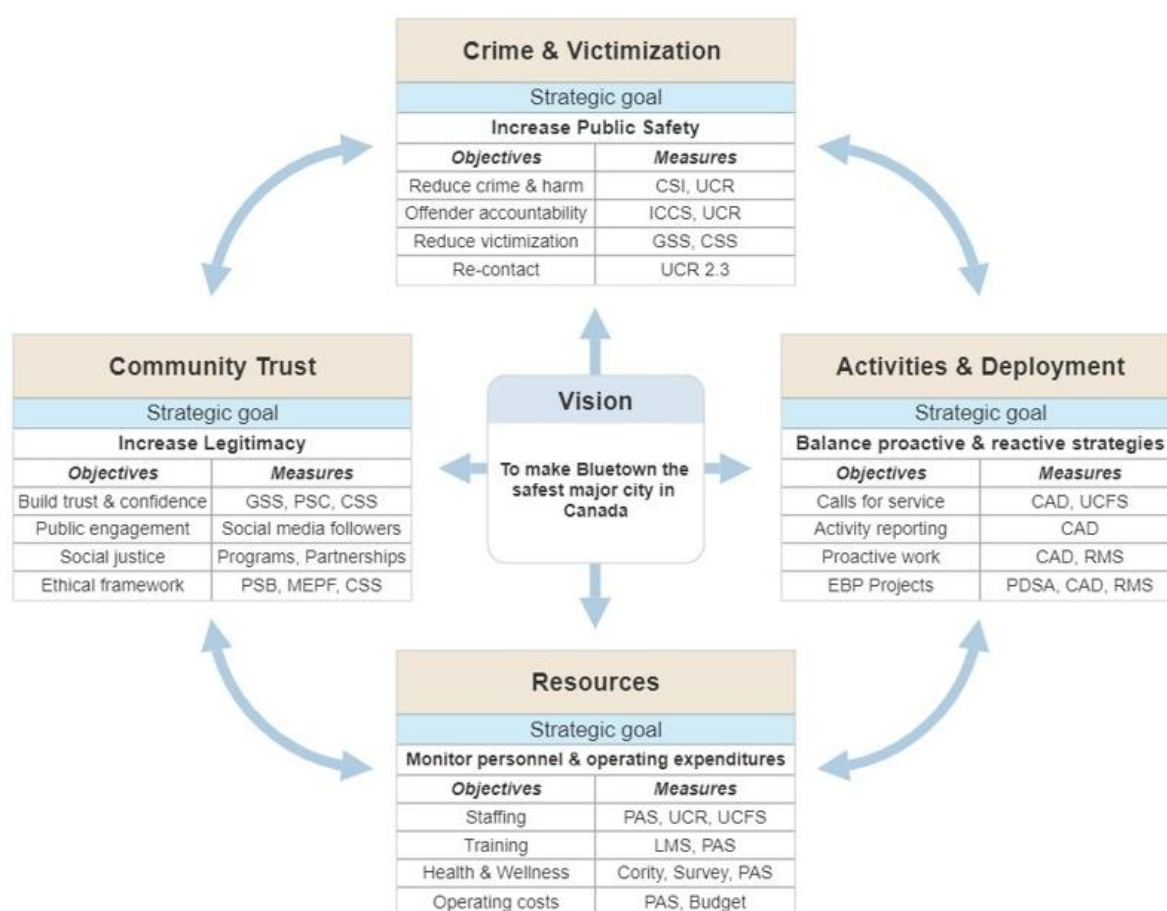 Crime & Victimization
Strategic goal
Increase Public Safety
Objectives Measures
Reduce crime & harm CSI, UCR
Offender accountability ICCS, UCR
Reduce victimization GSS, CSS
Re-contact UCR 2.3
Community Trust
Strategic goal
Increase Legitimacy
Objectives Measures
Build trust & confidence GSS, PSC, CSS
Public engagement Social media followers
Social justice Programs, Partnerships
Ethical framework PSB, MEPF, CSS
Vision
To make Bluetown the
safest major city in
Canada
Activities & Deployment
Strategic goal
Balance proactive & reactive strategies
Objectives Measures
Calls for service CAD, UCFS
Activity reporting CAD
Proactive work CAD, RMS
EBP Projects PDSA, CAD, RMS
Resources
Strategic goal
Monitor personnel & operating expenditures
Objectives Measures
Staffing PAS, UCR, UCFS
Training LMS, PAS
Health & Wellness Cority, Survey, PAS
Operating costs PAS, Budget